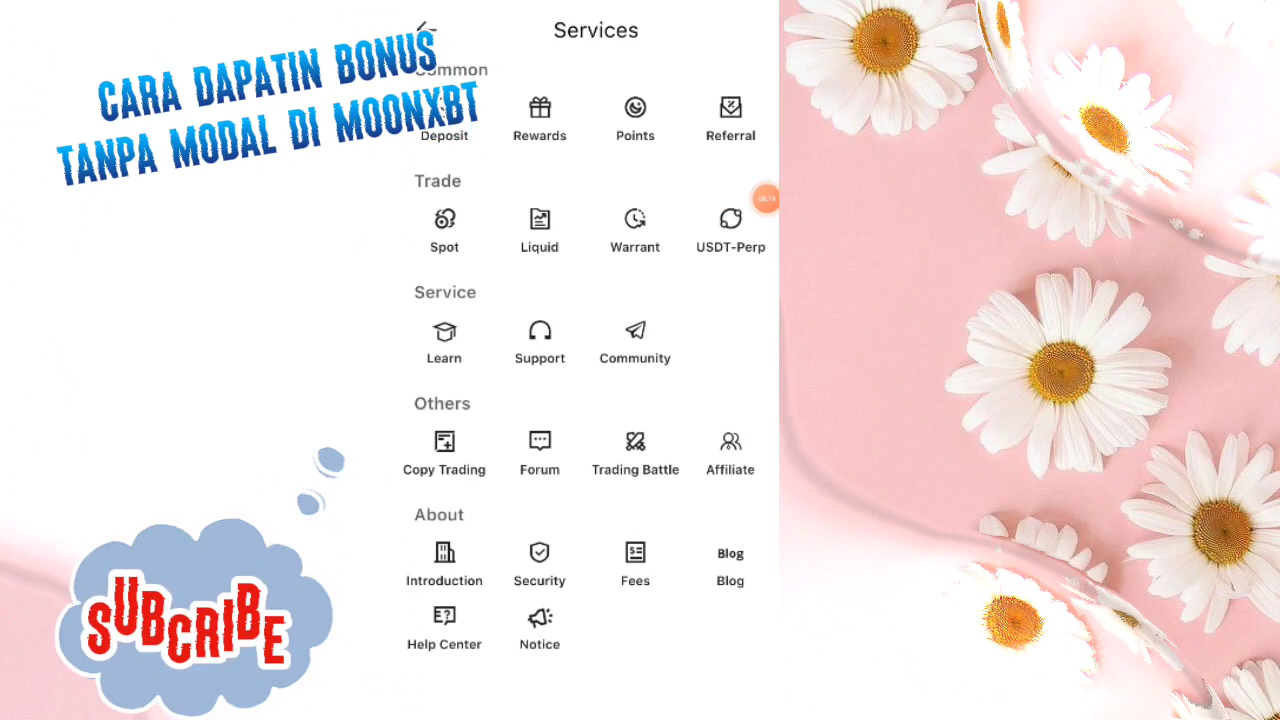 CARA DAPATIN BONUS
TANPA MODAL DI MOONXBT
Services
Common
Deposit Rewards Points Referral
Trade
Spot Liquid Warrant USDT-Perp
Service
Learn Support Community
Others
Copy Trading Forum Trading Battle Affiliate
About
Blog
Introduction Security Fees Blog
Help Center Notice
SUBCRIBE